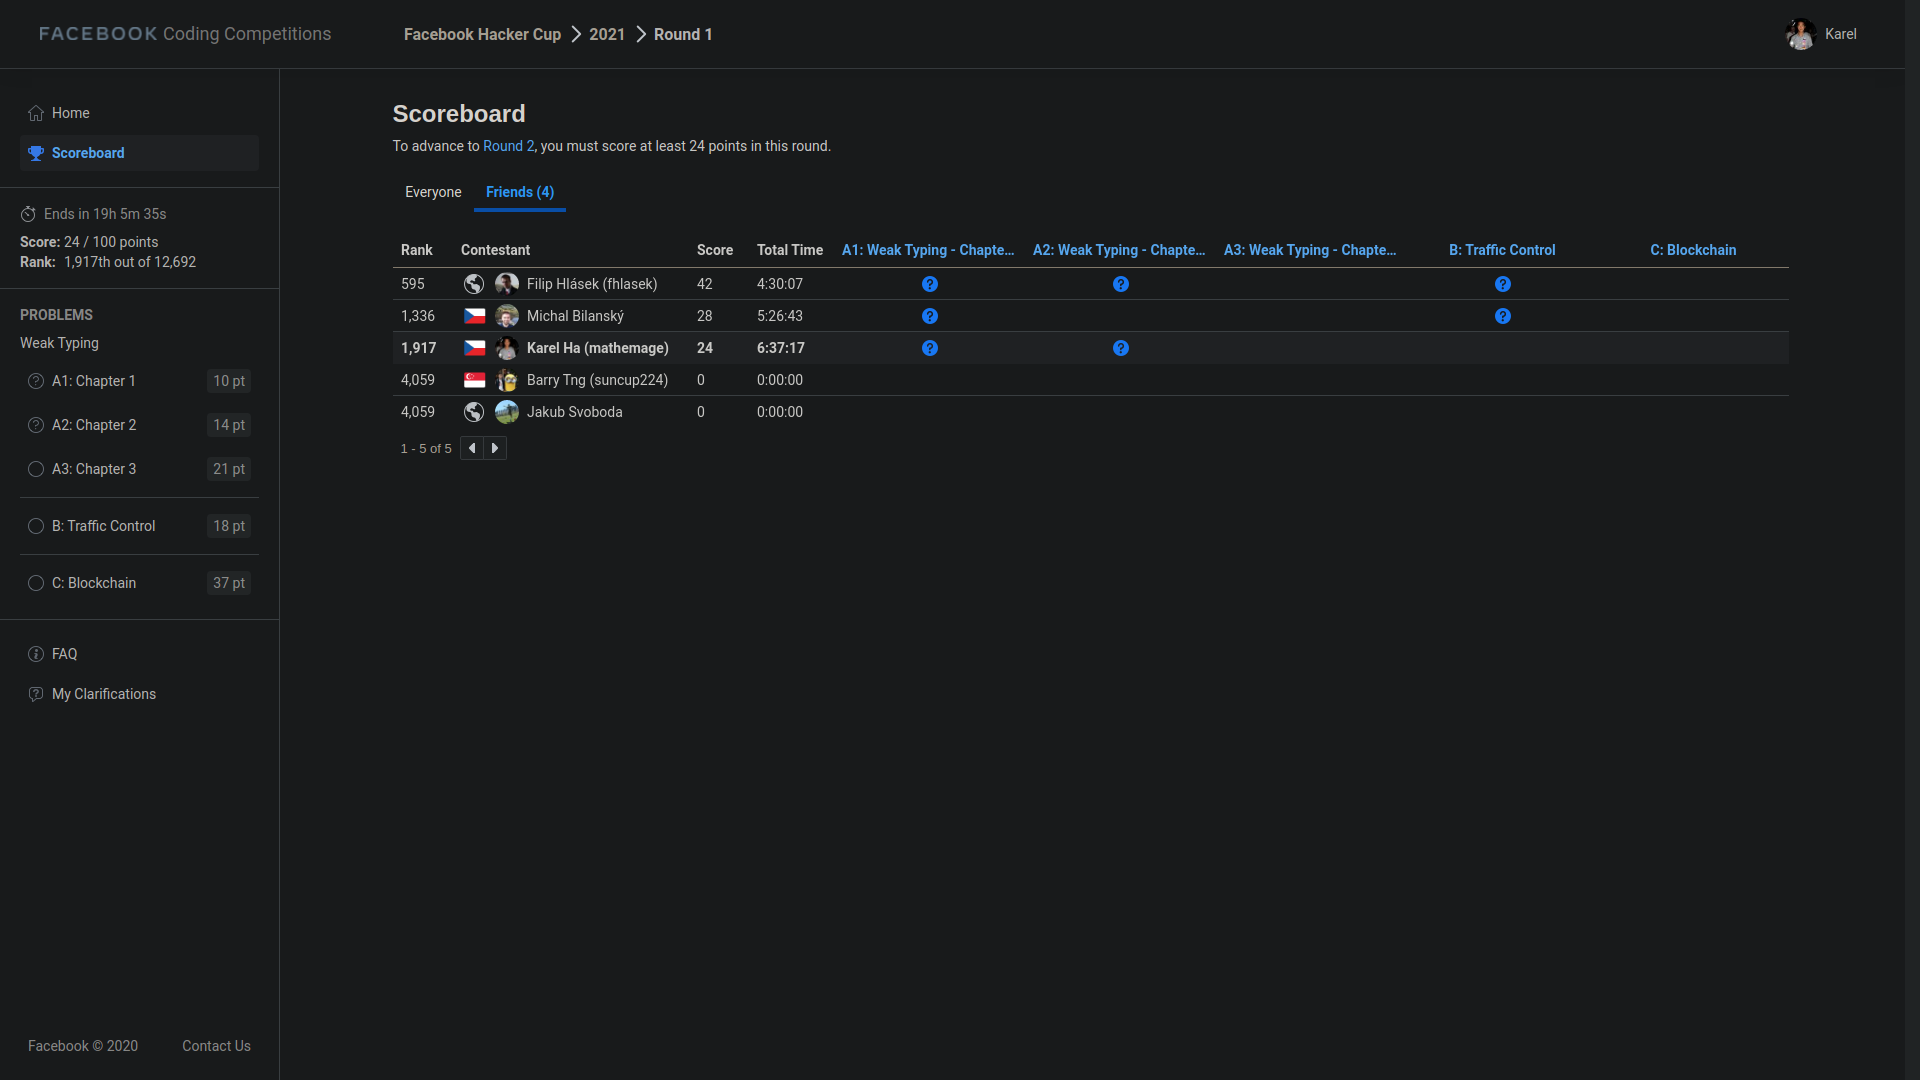 FACEBOOK Coding Competitions
Facebook Hacker Cup 2021 Round 1
Karel
Home
Scoreboard
Ends in 19h 5m 35s
Score: 24 / 100 points
Rank: 1,917th out of 12,692
PROBLEMS
Weak Typing
A1: Chapter 1 10 pt
A2: Chapter 2 14 pt
A3: Chapter 3 21 pt
B: Traffic Control 18 pt
C: Blockchain 37 pt
FAQ
My Clarifications
Facebook © 2020 Contact Us
Scoreboard
To advance to Round 2, you must score at least 24 points in this round.
Everyone Friends (4)
Rank Contestant Score Total Time A1: Weak Typing - Chapte... A2: Weak Typing - Chapte... A3: Weak Typing - Chapte... B: Traffic Control C: Blockchain
595 Filip Hlásek (fhlasek) 42 4:30:07 ? ? ?
1,336 Michal Bilanský 28 5:26:43 ? ?
1,917 Karel Ha (mathemage) 24 6:37:17 ? ?
4,059 Barry Tng (suncup224) 0 0:00:00
4,059 Jakub Svoboda 0 0:00:00
1 - 5 of 5